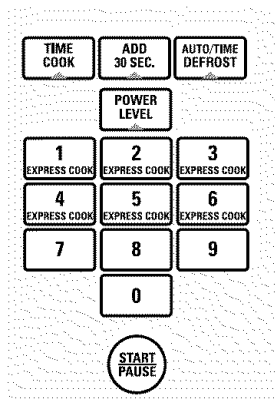 TIME ADD AUTO/TIME
COOK 30 SEC. DEFROST
POWER
LEVEL
1 2 3
EXPRESS COOK EXPRESS COOK EXPRESS COOK
4 5 6
EXPRESS COOK EXPRESS COOK EXPRESS COOK
7 8 9
0
START
PAUSE